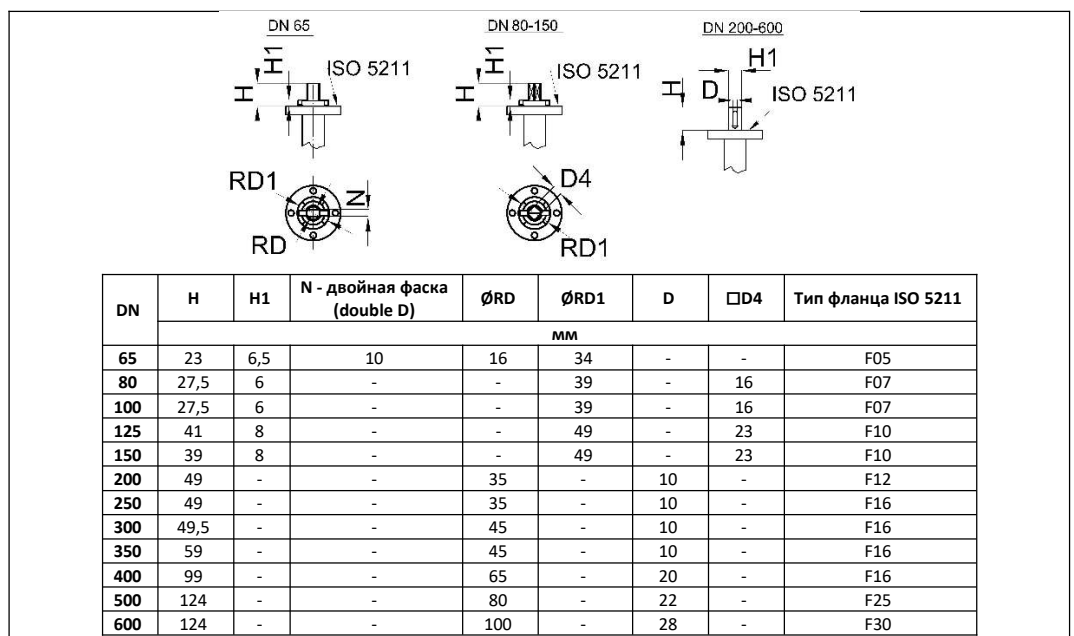 DN 65 DN 80-150 DN 200-600
H1 H1 H1
ISO 5211 ISO 5211 ISO 5211
H H H D
RD1 N D4
RD RD1
DN H H1 N - двойная фаска (double D) ØRD ØRD1 D □D4 Тип фланца ISO 5211
мм
65 23 6,5 10 16 34 - - F05
80 27,5 6 - - 39 - 16 F07
100 27,5 6 - - 39 - 16 F07
125 41 8 - - 49 - 23 F10
150 39 8 - - 49 - 23 F10
200 49 - - 35 - 10 - F12
250 49 - - 35 - 10 - F16
300 49,5 - - 45 - 10 - F16
350 59 - - 45 - 10 - F16
400 99 - - 65 - 20 - F16
500 124 - - 80 - 22 - F25
600 124 - - 100 - 28 - F30